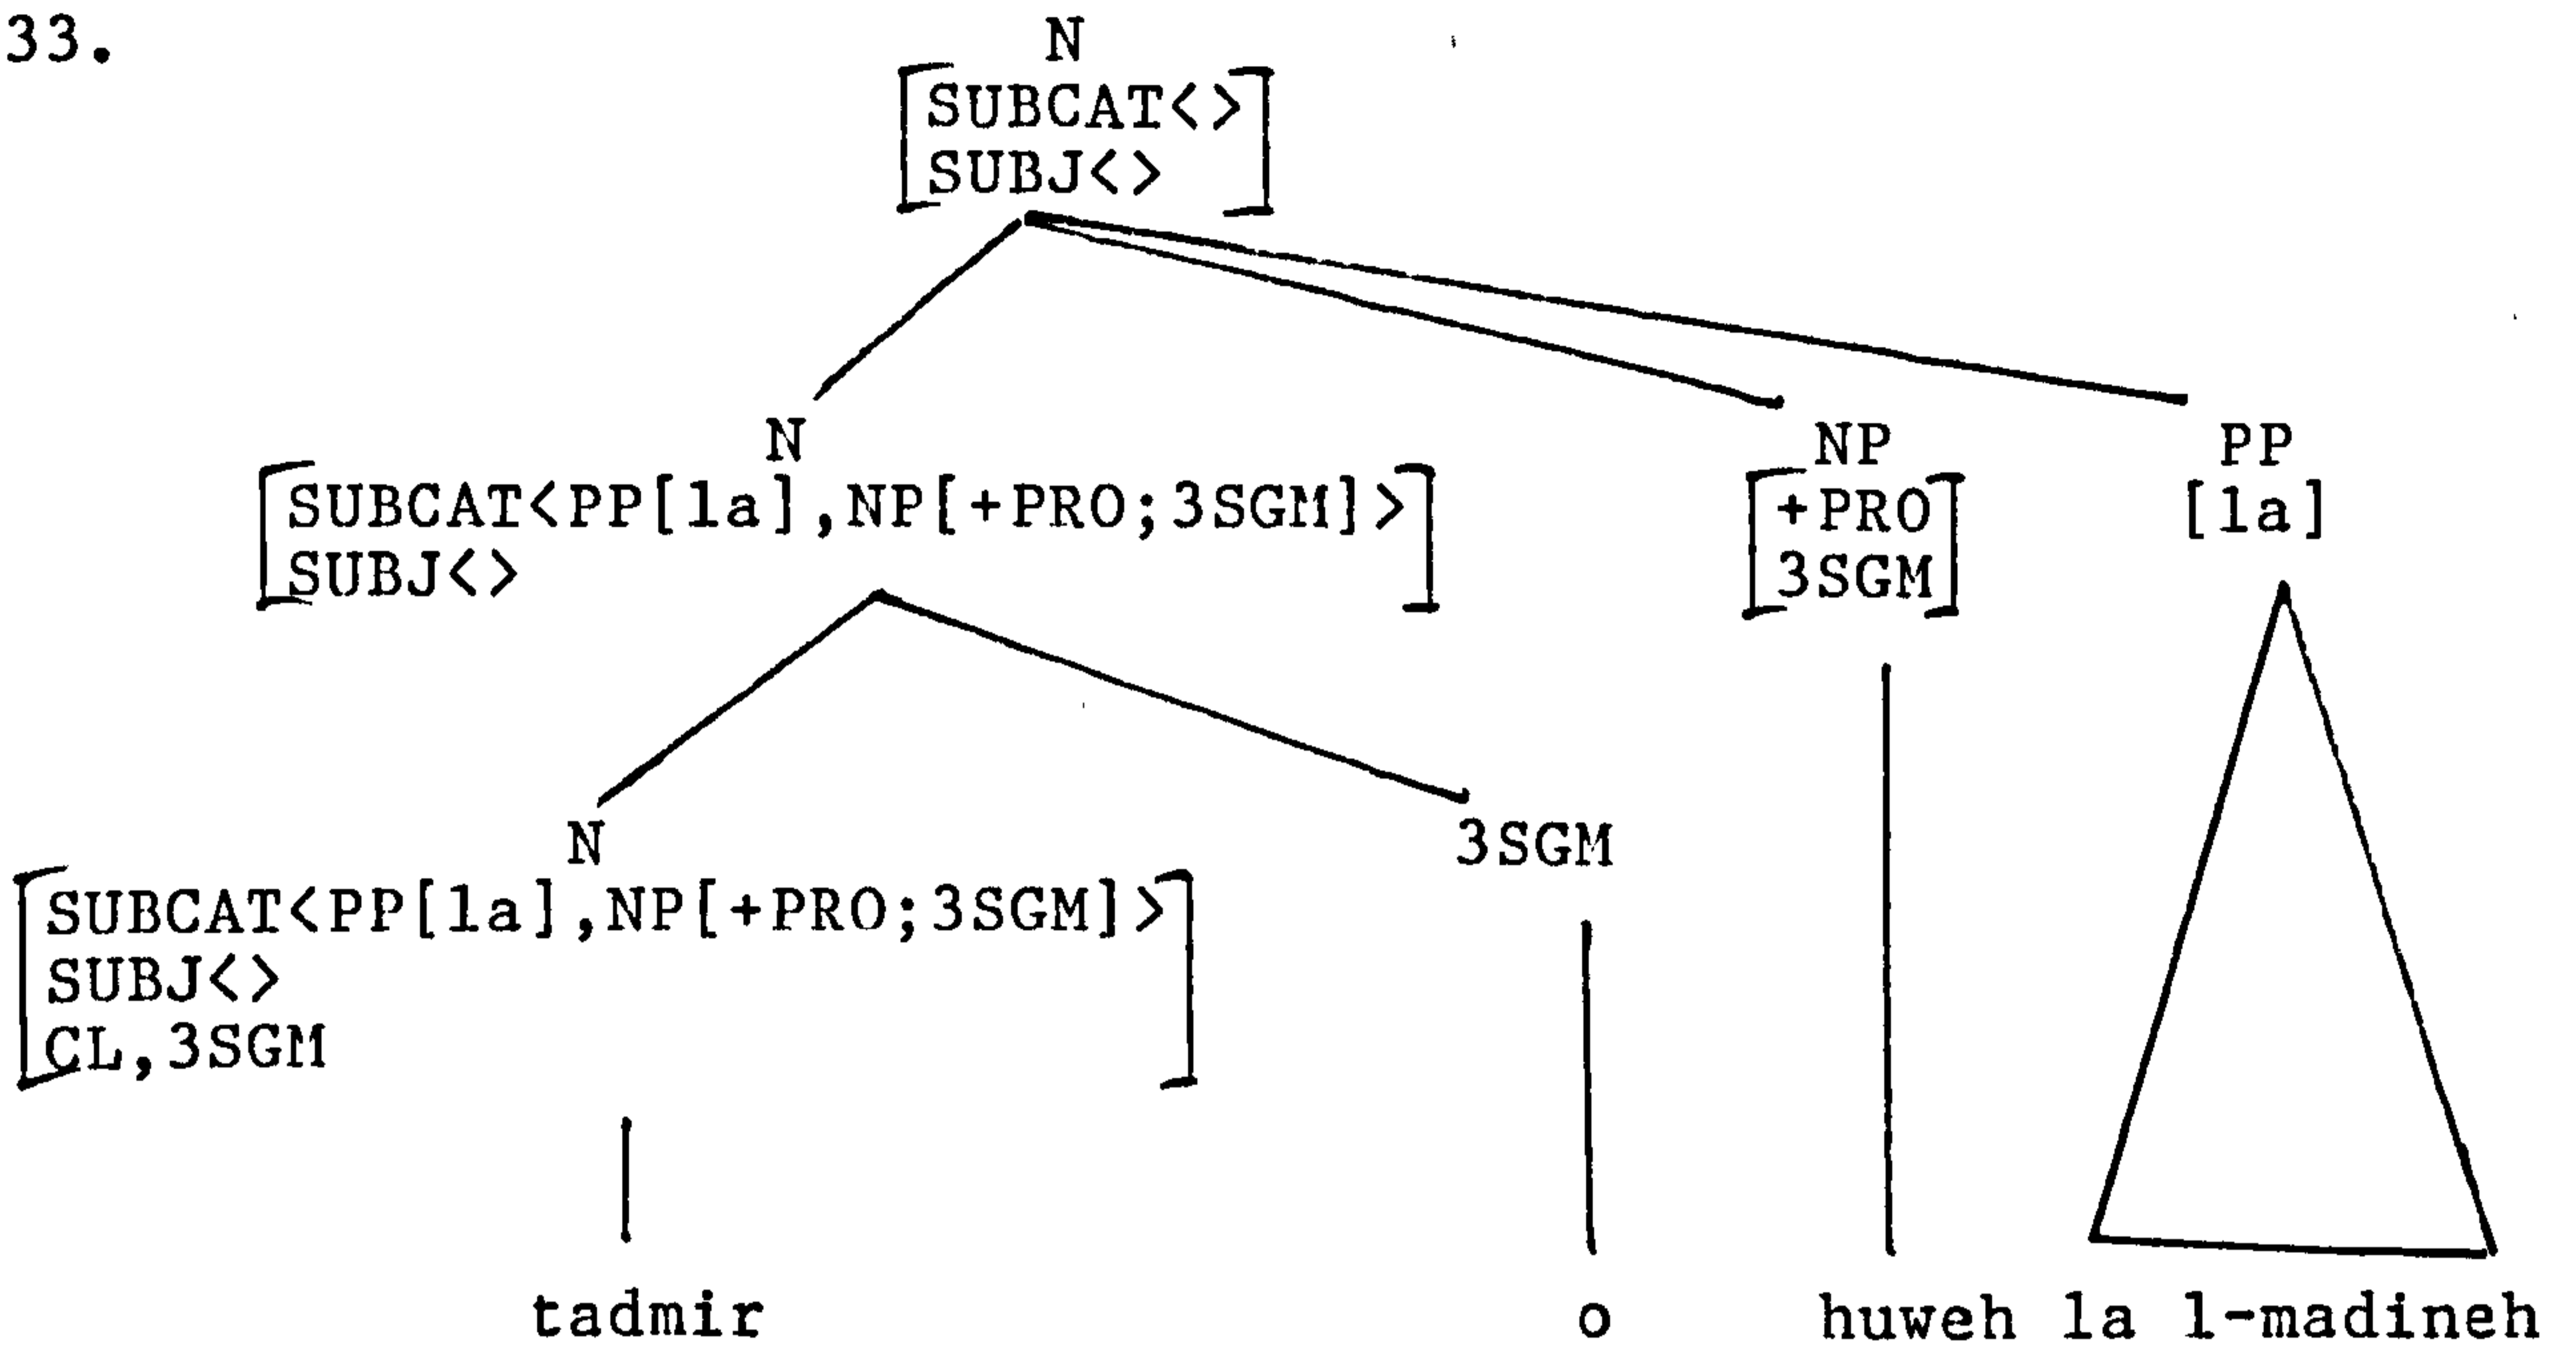 33.
N
[SUBCAT<>
SUBJ<>]
N NP PP
[SUBCAT<PP[la],NP[+PRO;3SGM]>] [+PRO] [la]
SUBJ<> 3SGM
N 3SGM
[SUBCAT<PP[la],NP[+PRO;3SGM]>
SUBJ<>
CL,3SGM]
tadmir o huweh la l-madineh